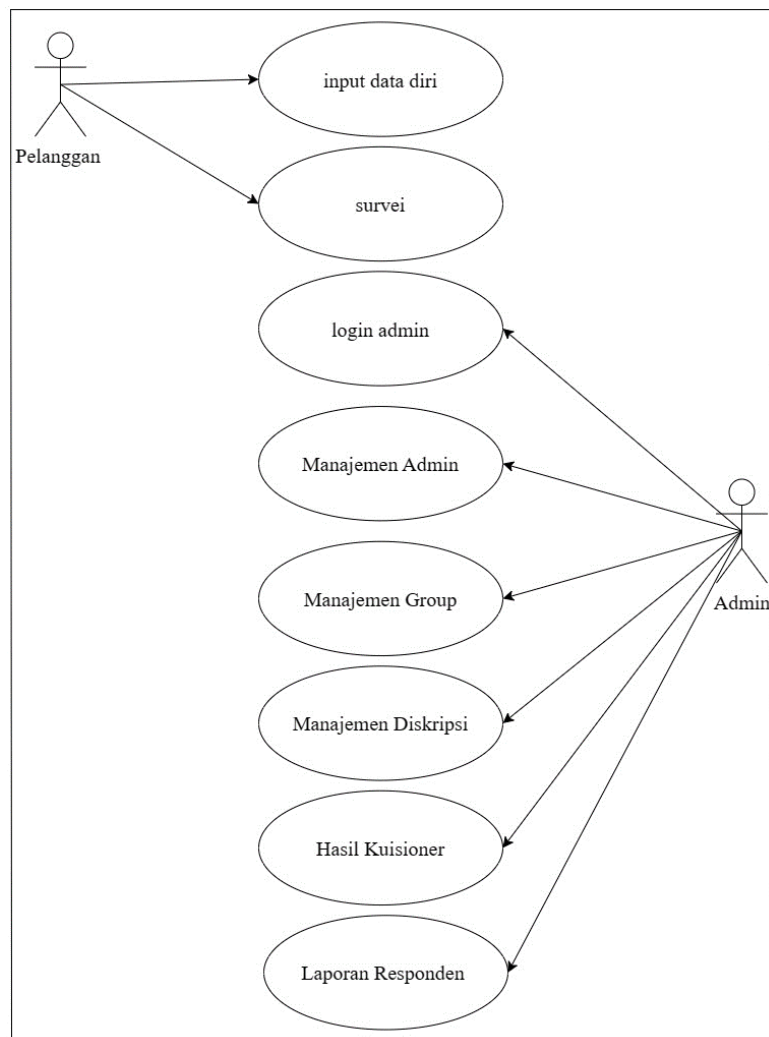 input data diri
Pelanggan
survei
login admin
Manajemen Admin
Manajemen Group
Admin
Manajemen Diskripsi
Hasil Kuisioner
Laporan Responden